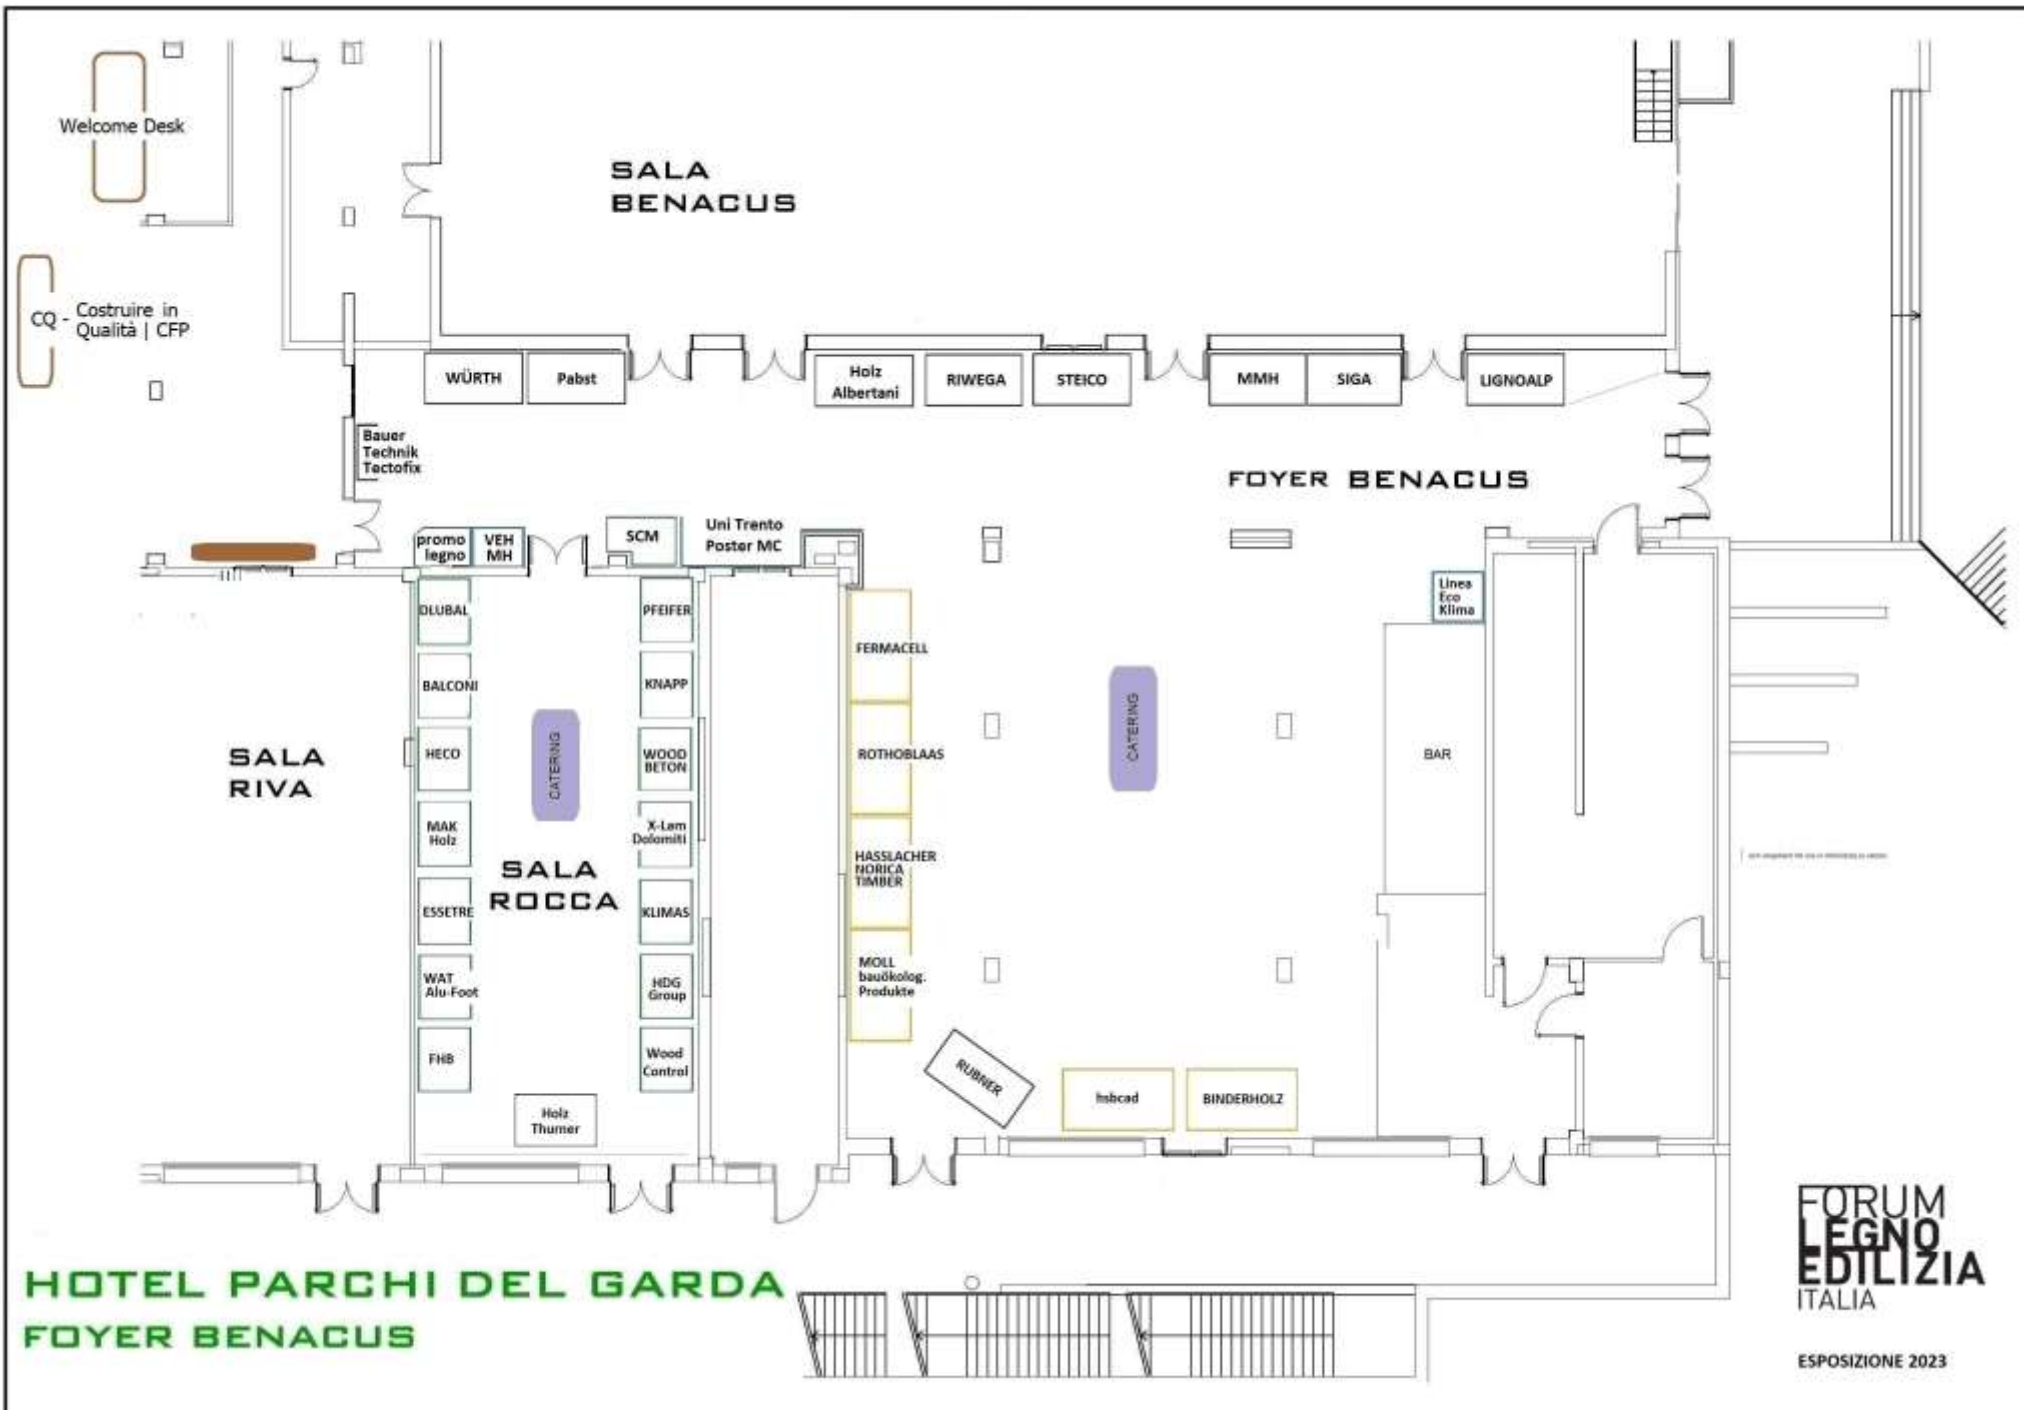 Welcome Desk
SALA
BENACUS
CQ - Costruire in
Qualità | CFP
WÜRTH
Pabst
Holz
Albertani
RIWEGA
STEICO
MMH
SIGA
LIGNOALP
Bauer
Technik
Tectofix
FOYER BENACUS
promo
legno
VEH
MH
SCM
Uni Trento
Poster MC
Linea
Eco
Klima
DLUBAL
PFEIFER
FERMACELL
BALCONI
KNAPP
SALA
RIVA
HECO
CATERING
WOOD
BETON
ROTHOBLAAS
CATERING
BAR
MAK
Holz
X-Lam
Dolomiti
SALA
ROCCA
HASSLACHER
NORICA
TIMBER
ESSETRE
KLIMAS
WAT
Alu-Foot
HDG
Group
MOLL
bauökolog.
Produkte
FHB
Wood
Control
Holz
Thurner
RUBNER
hsbcad
BINDERHOLZ
HOTEL PARCHI DEL GARDA
FOYER BENACUS
FORUM
LEGNO
EDILIZIA
ITALIA
ESPOSIZIONE 2023